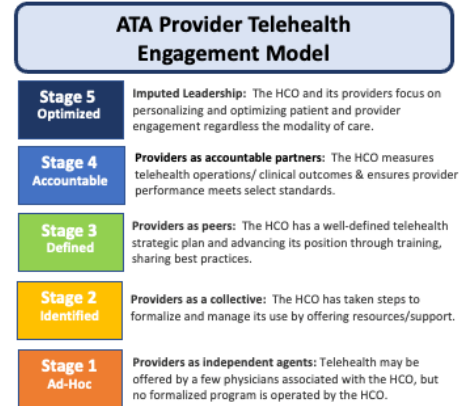 ATA Provider Telehealth
Engagement Model
Stage 5
Optimized
Imputed Leadership: The HCO and its providers focus on
personalizing and optimizing patient and provider
engagement regardless the modality of care.
Stage 4
Accountable
Providers as accountable partners: The HCO measures
telehealth operations/ clinical outcomes & ensures provider
performance meets select standards.
Stage 3
Defined
Providers as peers: The HCO has a well-defined telehealth
strategic plan and advancing its position through training,
sharing best practices.
Stage 2
Identified
Providers as a collective: The HCO has taken steps to
formalize and manage its use by offering resources/support.
Stage 1
Ad-Hoc
Providers as independent agents: Telehealth may be
offered by a few physicians associated with the HCO, but
no formalized program is operated by the HCO.